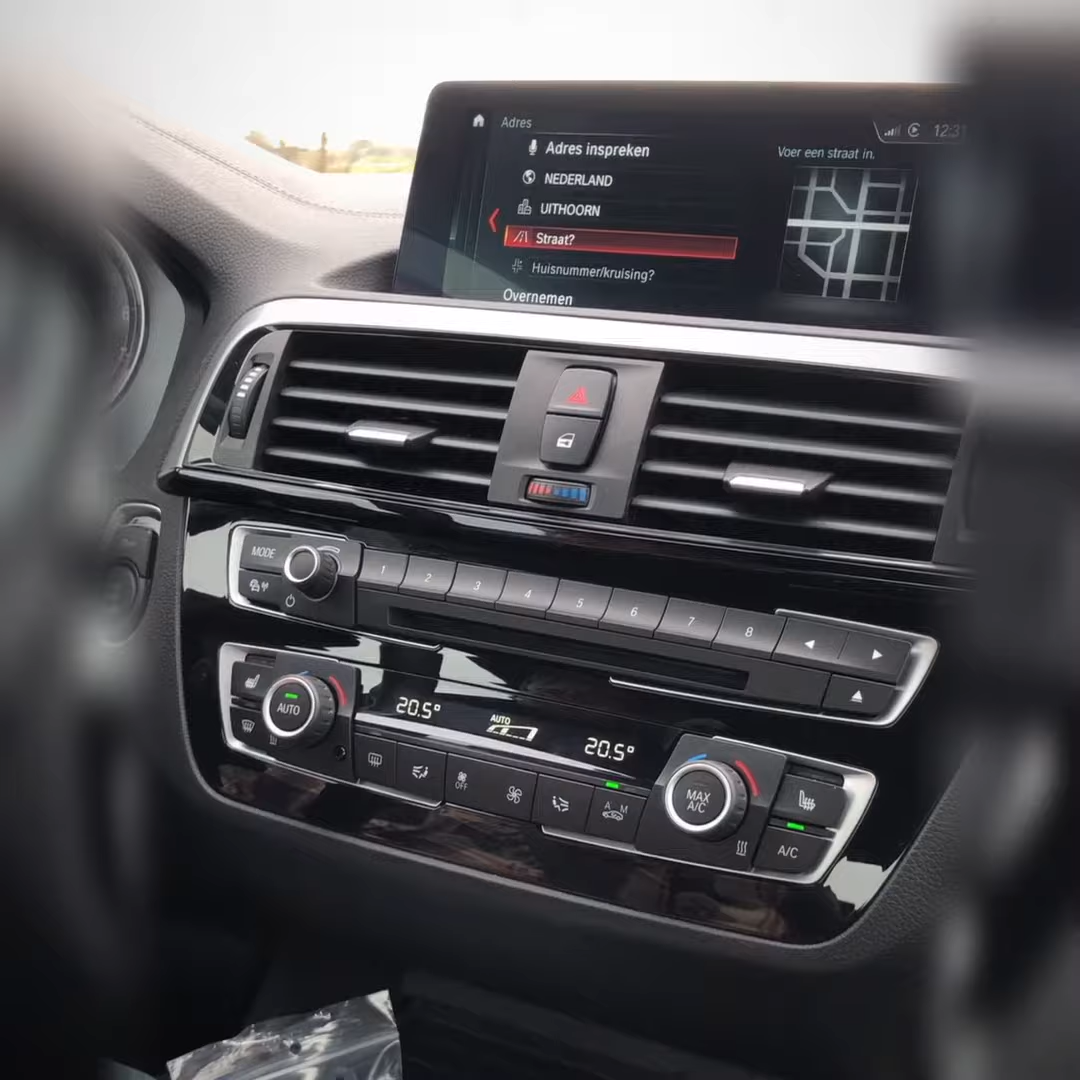 Adres
12:31
Adres inspreken
Voer een straat in.
NEDERLAND
UITHOORN
Straat?
Huisnummer/kruising?
Overnemen
MODE
1 2 3 4 5 6 7 8
AUTO
20.5°
AUTO
20.5°
OFF
A M
MAX
A/C
A/C